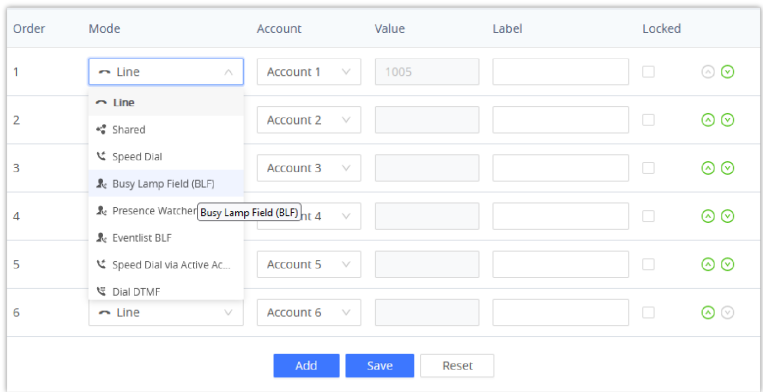 Order Mode Account Value Label Locked
1 Line Account 1 1005
Line
2 Account 2
Shared
Speed Dial
3 Account 3
Busy Lamp Field (BLF)
Presence Watcher
Busy Lamp Field (BLF)
4 nt 4
Eventlist BLF
5 Speed Dial via Active Ac... Account 5
Dial DTMF
6 Line Account 6
Add Save Reset